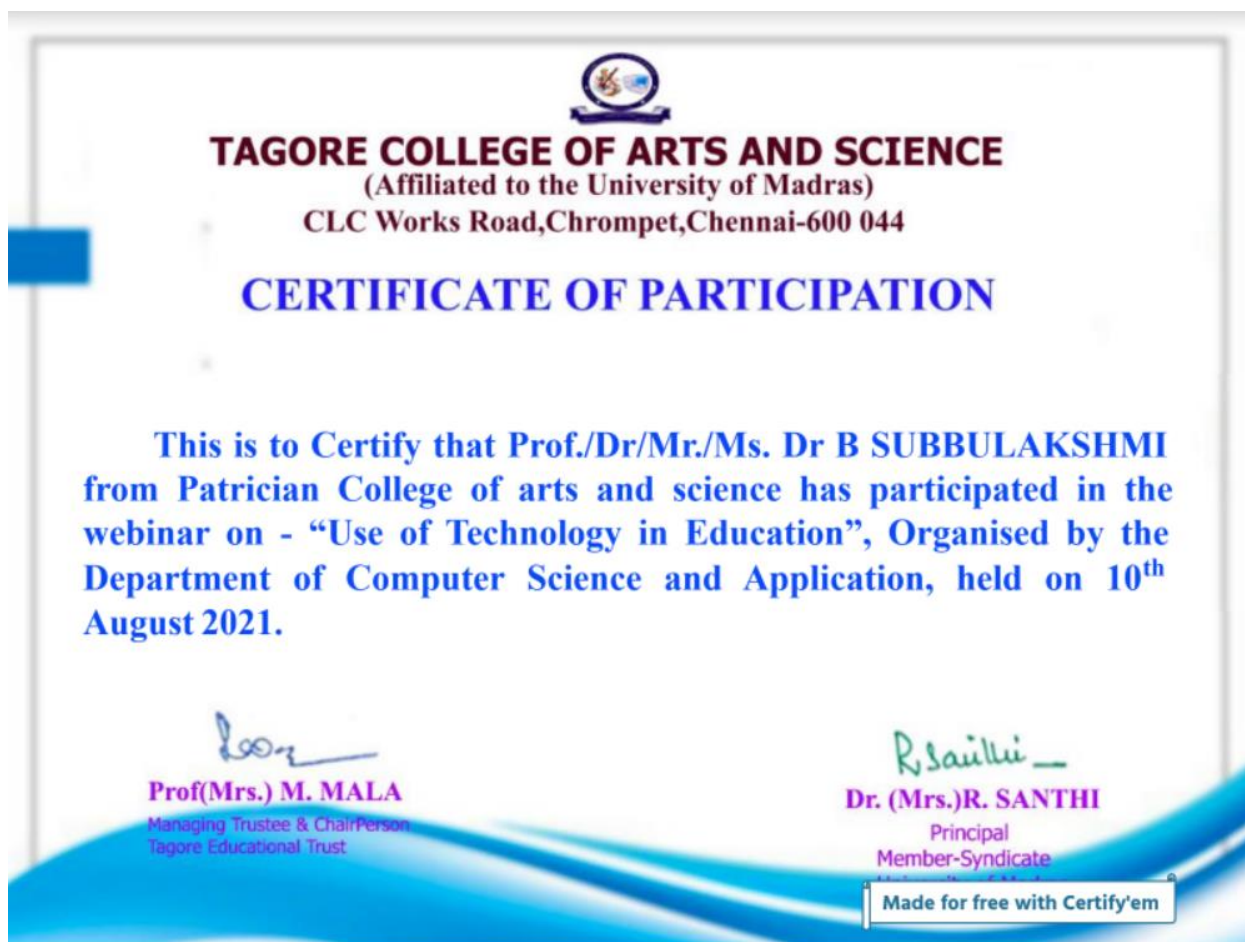 TAGORE COLLEGE OF ARTS AND SCIENCE
(Affiliated to the University of Madras)
CLC Works Road,Chrompet,Chennai-600 044
CERTIFICATE OF PARTICIPATION
This is to Certify that Prof./Dr/Mr./Ms. Dr B SUBBULAKSHMI
from Patrician College of arts and science has participated in the
webinar on - “Use of Technology in Education”, Organised by the
Department of Computer Science and Application, held on 10th
August 2021.
R Santhi
Prof(Mrs.) M. MALA
Managing Trustee & ChairPerson
Tagore Educational Trust
Dr. (Mrs.)R. SANTHI
Principal
Member-Syndicate
Made for free with Certify'em